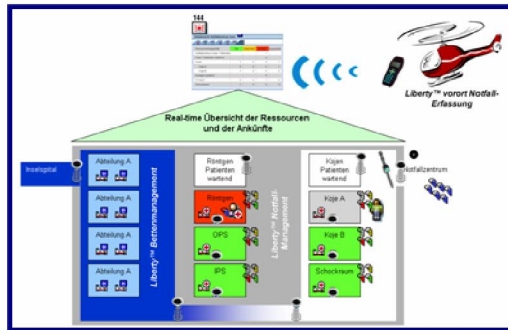 144
Liberty™ vorort Notfall-
Erfassung
Real-time Übersicht der Ressourcen
und der Ankünfte
Inselspital
Abteilung A
Abteilung A
Abteilung A
Abteilung A
Liberty™ Bettenmanagement
Röntgen
Patienten
wartend
Röntgen
OPS
IPS
Liberty™ Notfall-
Management
Kojen
Patienten
wartend
Koje A
Koje B
Schockraum
Notfallzentrum